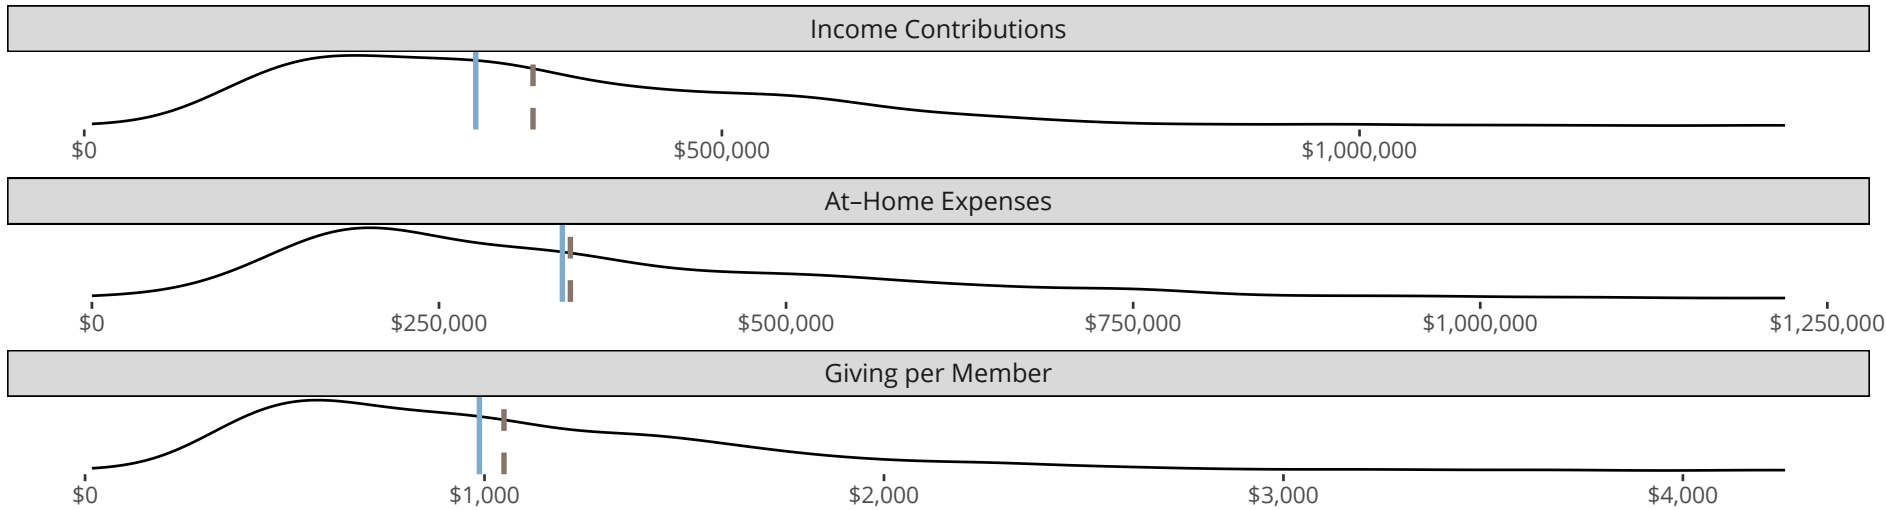 Income Contributions
$0 $500,000 $1,000,000
At–Home Expenses
$0 $250,000 $500,000 $750,000 $1,000,000 $1,250,000
Giving per Member
$0 $1,000 $2,000 $3,000 $4,000